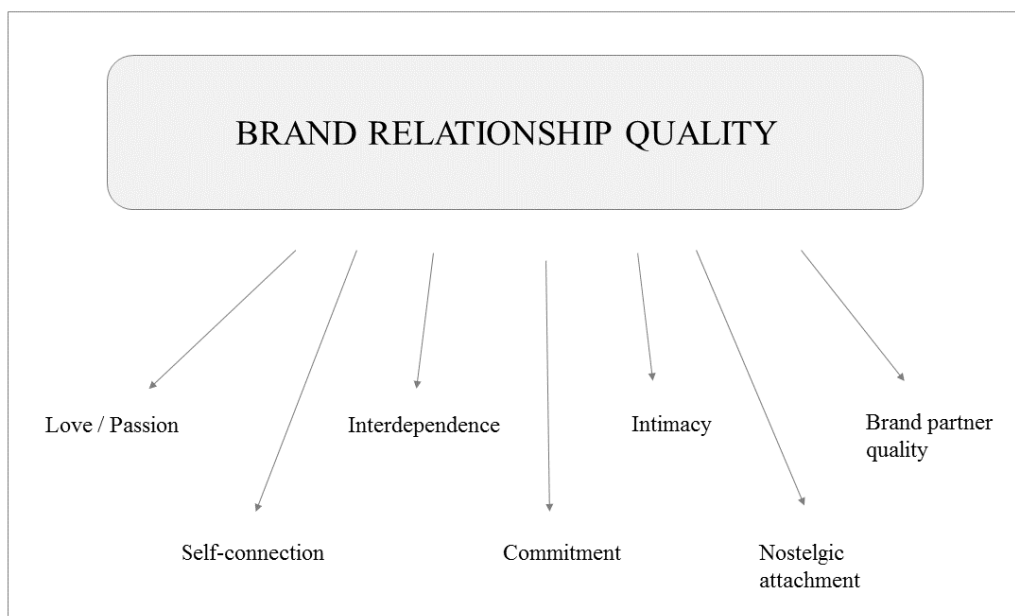 BRAND RELATIONSHIP QUALITY
Love / Passion
Interdependence
Intimacy
Brand partner
quality
Self-connection
Commitment
Nostelgic
attachment